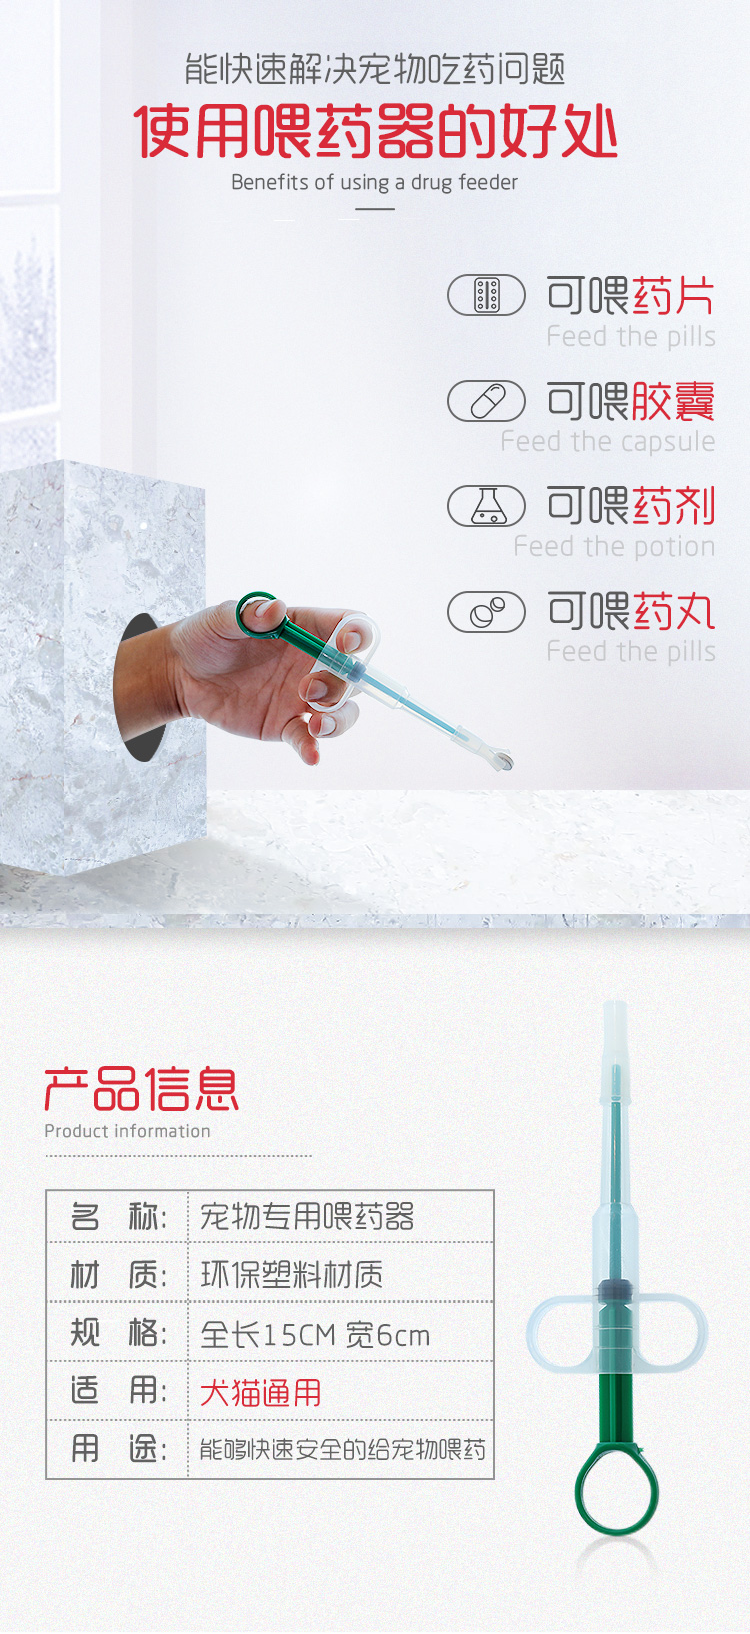 能快速解决宠物吃药问题
使用喂药器的好处
Benefits of using a drug feeder
可喂药片
Feed the pills
可喂胶囊
Feed the capsule
可喂药剂
Feed the potion
可喂药丸
Feed the pills
产品信息
Product information
名 称: 宠物专用喂药器
材 质: 环保塑料材质
规 格: 全长15CM 宽6cm
适 用: 犬猫通用
用 途: 能够快速安全的给宠物喂药